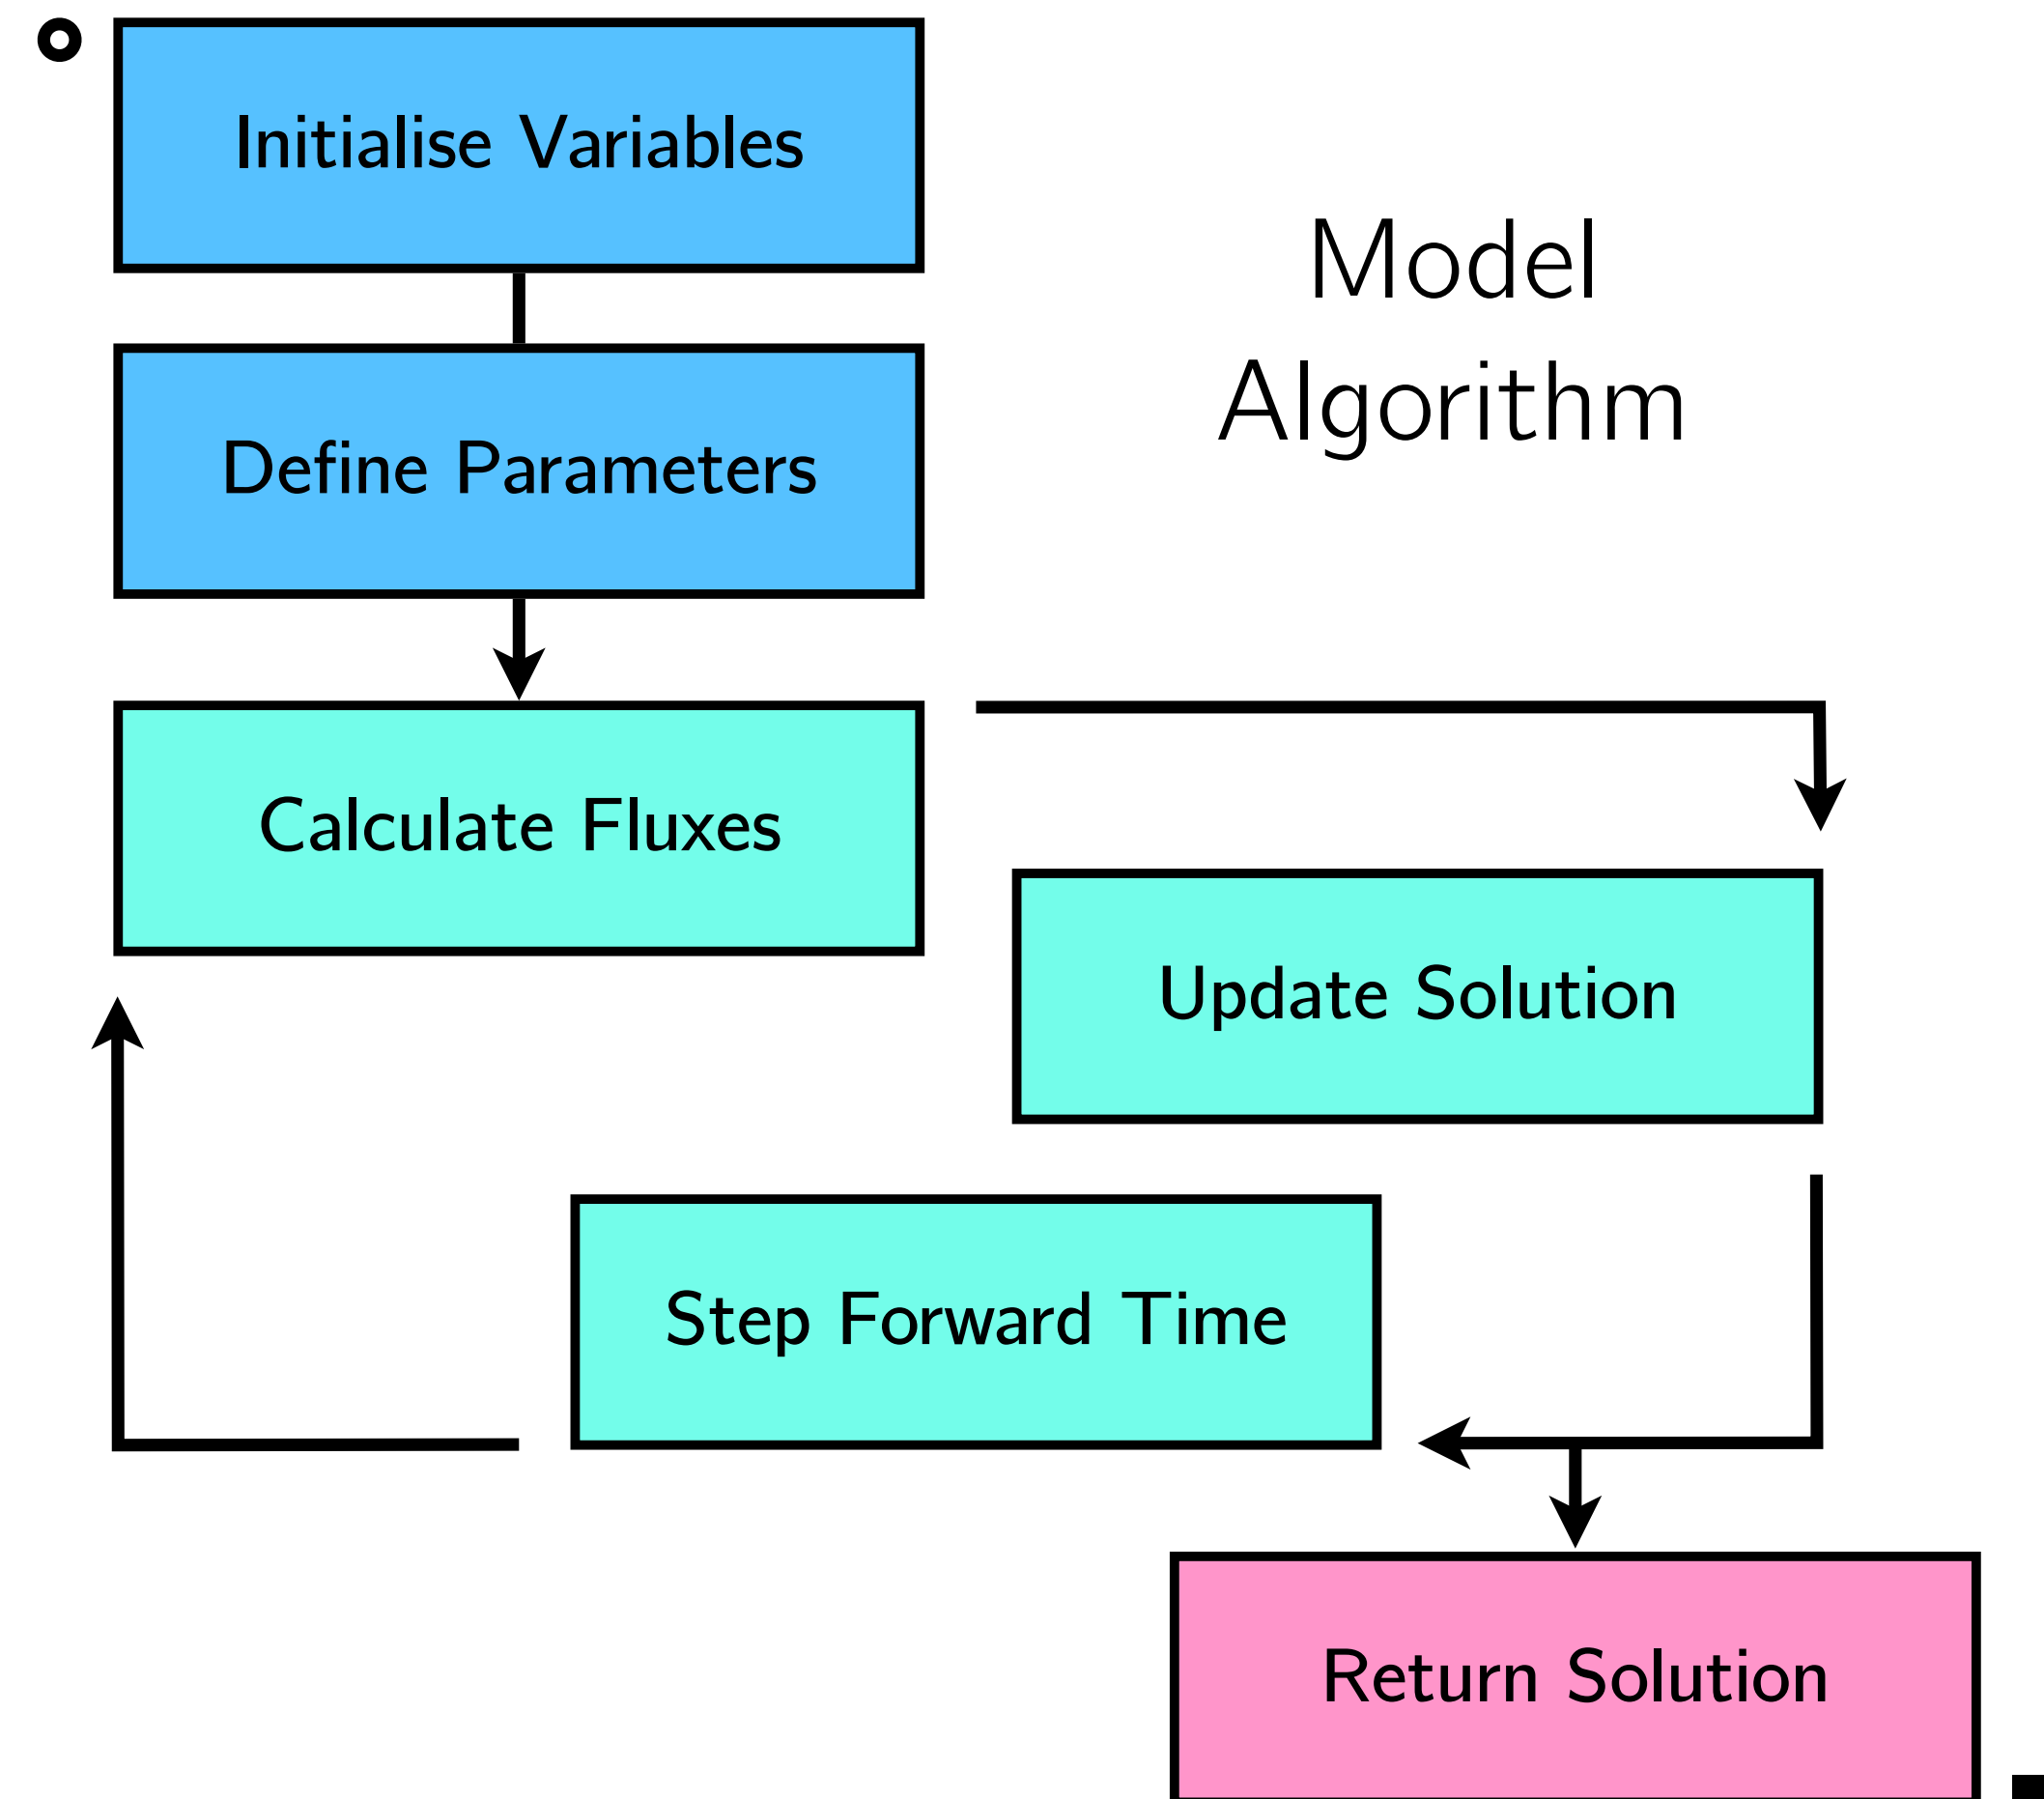 Initialise Variables
Model
Algorithm
Define Parameters
Calculate Fluxes
Update Solution
Step Forward Time
Return Solution